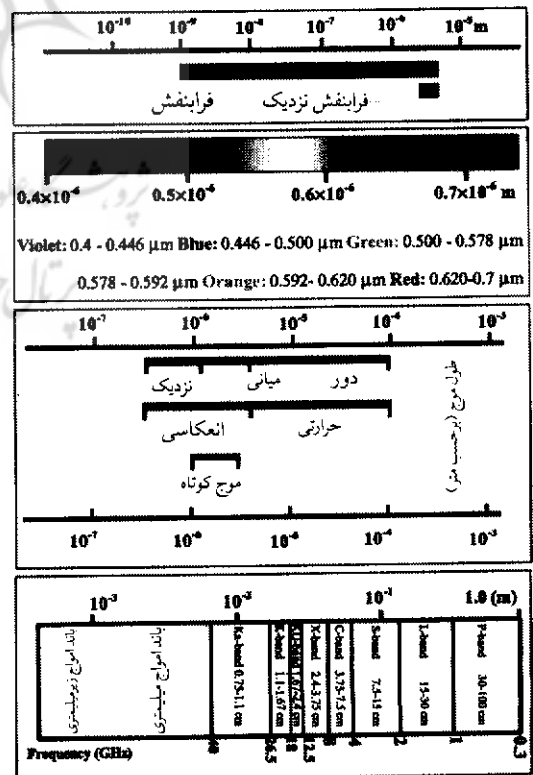 10⁻¹⁰ 10⁻⁹ 10⁻⁸ 10⁻⁷ 10⁻⁶ 10⁻⁵ m
فرابنفش فرابنفش نزدیک
0.4×10⁻⁶ 0.5×10⁻⁶ 0.6×10⁻⁶ 0.7×10⁻⁶ m
Violet: 0.4 - 0.446 μm Blue: 0.446 - 0.500 μm Green: 0.500 - 0.578 μm
0.578 - 0.592 μm Orange: 0.592- 0.620 μm Red: 0.620-0.7 μm
10⁻⁷ 10⁻⁶ 10⁻⁵ 10⁻⁴ 10⁻³
نزدیک میانی دور
انعکاسی حرارتی
موج کوتاه
طول موج (برحسب متر)
10⁻⁷ 10⁻⁶ 10⁻⁵ 10⁻⁴ 10⁻³
10⁻³ 10⁻² 10⁻¹ 1.0 (m)
باند امواج زیرمیلیمتری
باند امواج میلیمتری
Ka-band 0.75-1.1 cm
K-band 1.1-1.67 cm
X-band 2.4-3.75 cm
C-band 3.75-7.5 cm
S-band 7.5-15 cm
L-band 15-30 cm
P-band 30-100 cm
Frequency (GHz) 40 26.5 18 12.5 8 4 2 1 0.3